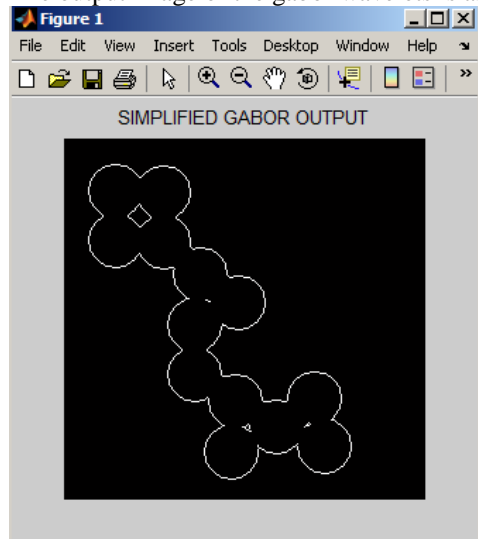 Figure 1
File Edit View Insert Tools Desktop Window Help
SIMPLIFIED GABOR OUTPUT